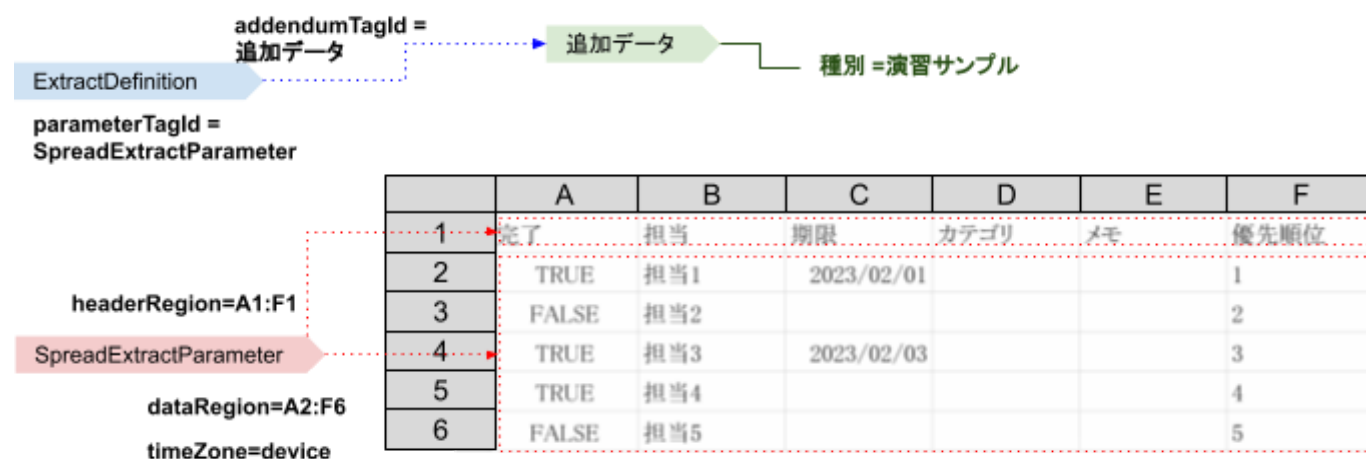 addendumTagId =
追加データ
追加データ
種別 =演習サンプル
ExtractDefinition
parameterTagId =
SpreadExtractParameter
A B C D E F
1 完了 担当 期限 カテゴリ メモ 優先順位
2 TRUE 担当1 2023/02/01 1
3 FALSE 担当2 2
4 TRUE 担当3 2023/02/03 3
5 TRUE 担当4 4
6 FALSE 担当5 5
headerRegion=A1:F1
SpreadExtractParameter
dataRegion=A2:F6
timeZone=device